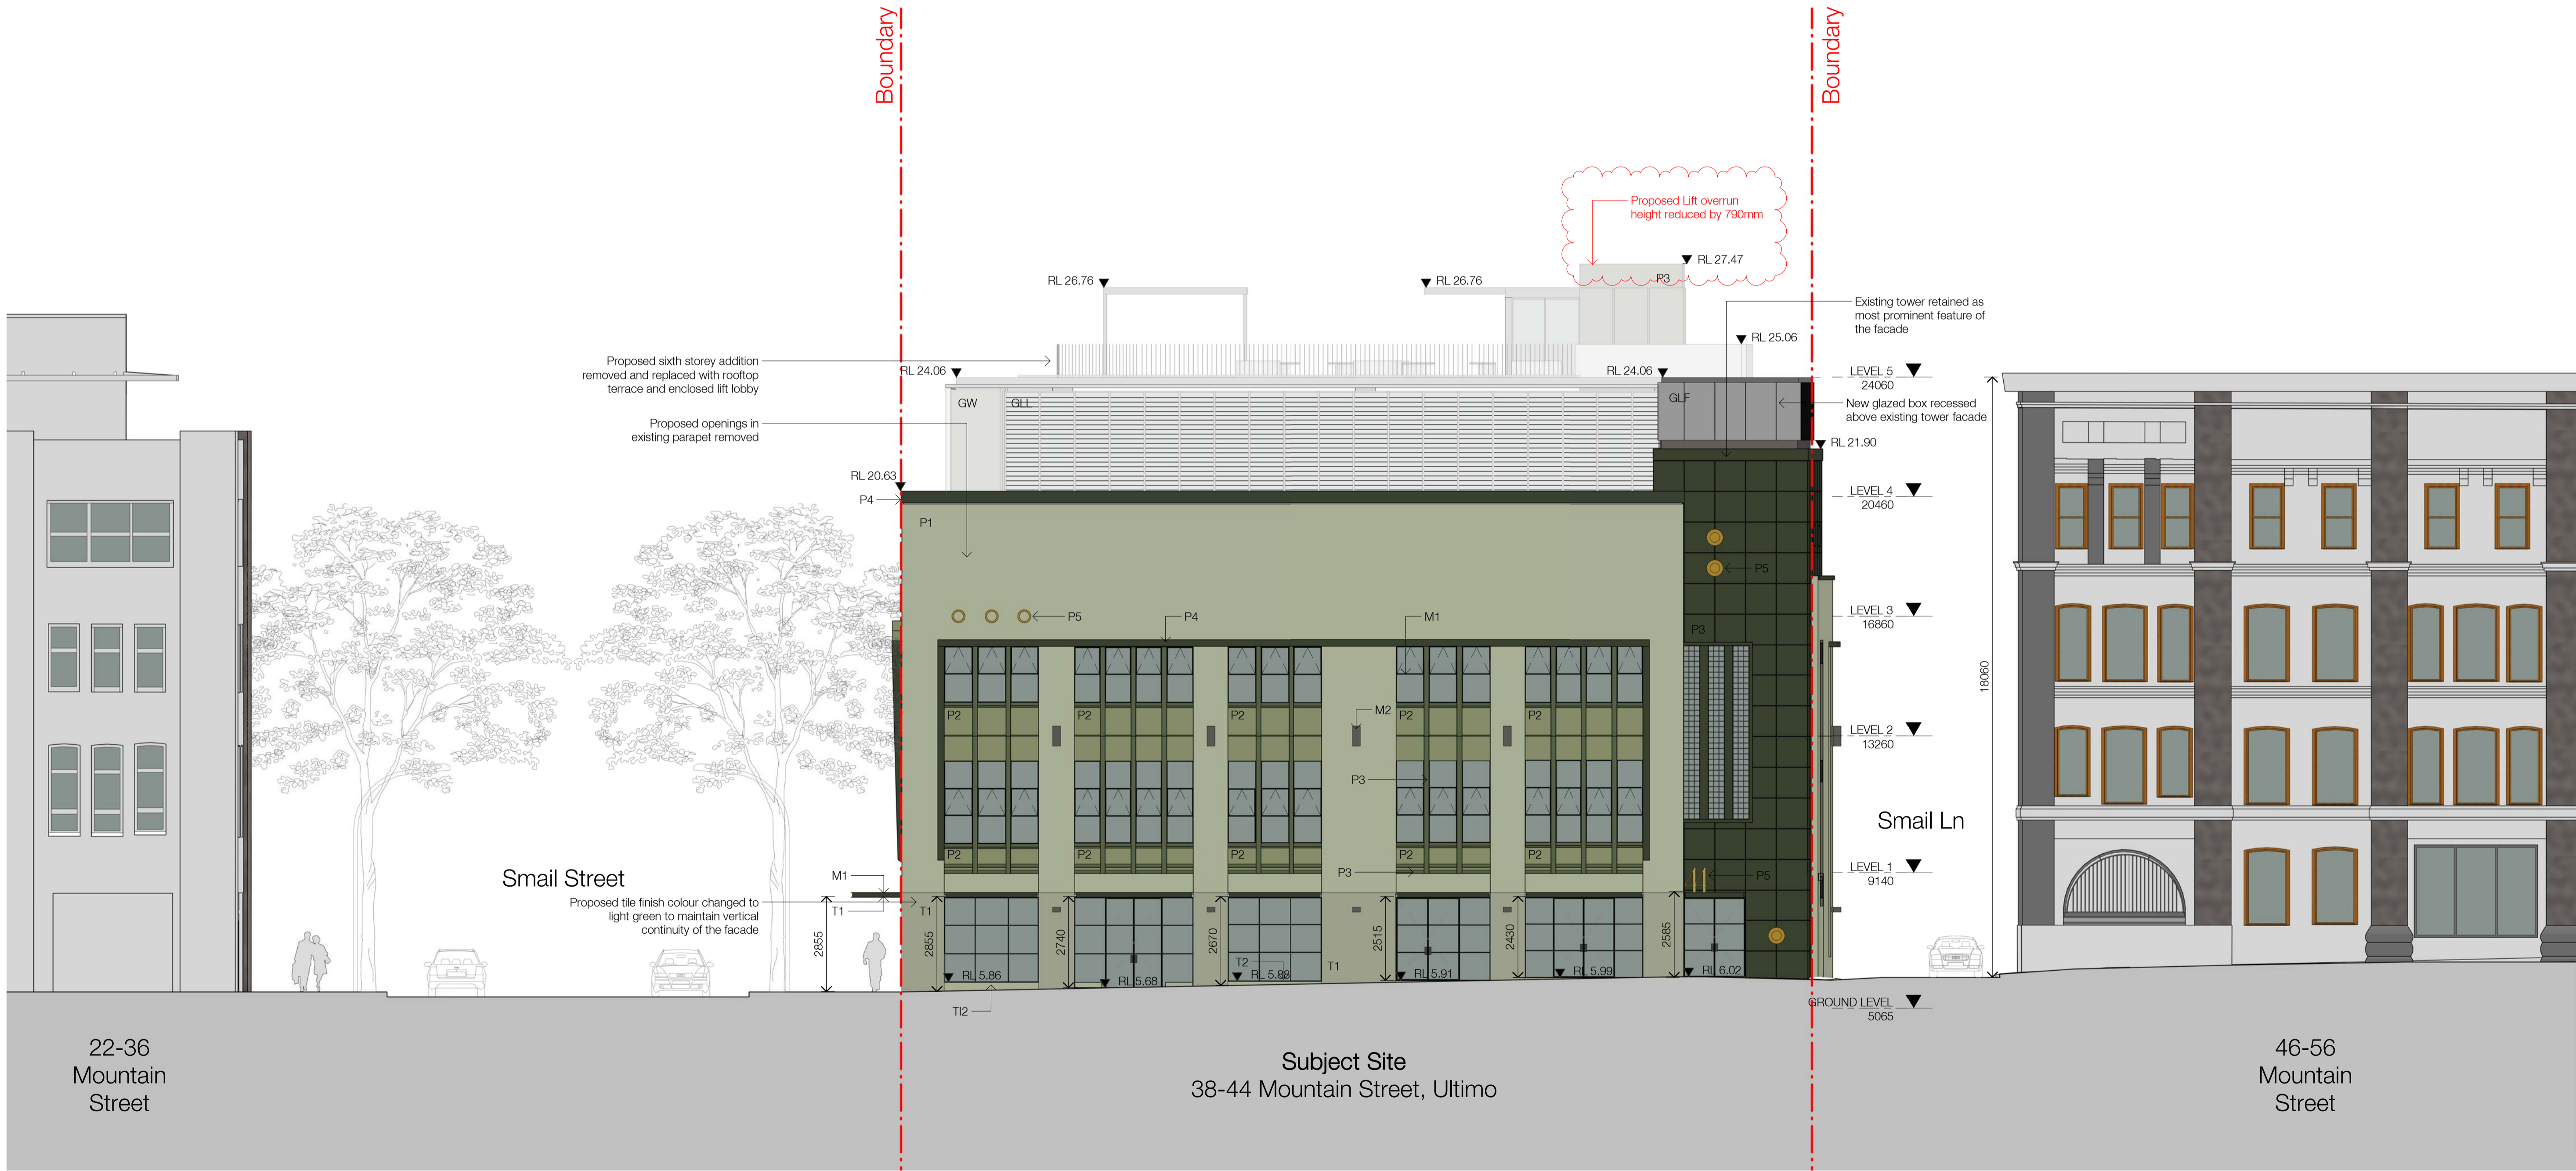 Boundary
Boundary
Proposed Lift overrun
height reduced by 790mm
RL 27.47
P3
RL 26.76
RL 26.76
Existing tower retained as
most prominent feature of
the facade
RL 25.06
Proposed sixth storey addition
removed and replaced with rooftop
terrace and enclosed lift lobby
RL 24.06
RL 24.06
LEVEL 5
24060
GW
GLL
GLF
New glazed box recessed
above existing tower facade
Proposed openings in
existing parapet removed
RL 21.90
RL 20.63
P4
LEVEL 4
20460
P1
P5
P5
P4
M1
LEVEL 3
16860
P3
18060
P2
P2
P2
P2
P2
M2
LEVEL 2
13260
P3
Smail Ln
P2
P2
P2
P2
P2
Smail Street
M1
P3
P5
LEVEL 1
9140
Proposed tile finish colour changed to
light green to maintain vertical
continuity of the facade
T1
T1
2855
2855
2740
2670
2515
2430
2585
T2
T1
RL 5.86
RL 5.68
RL 5.88
RL 5.91
RL 5.99
RL 6.02
TI2
GROUND LEVEL
5065
22-36
Mountain
Street
Subject Site
38-44 Mountain Street, Ultimo
46-56
Mountain
Street